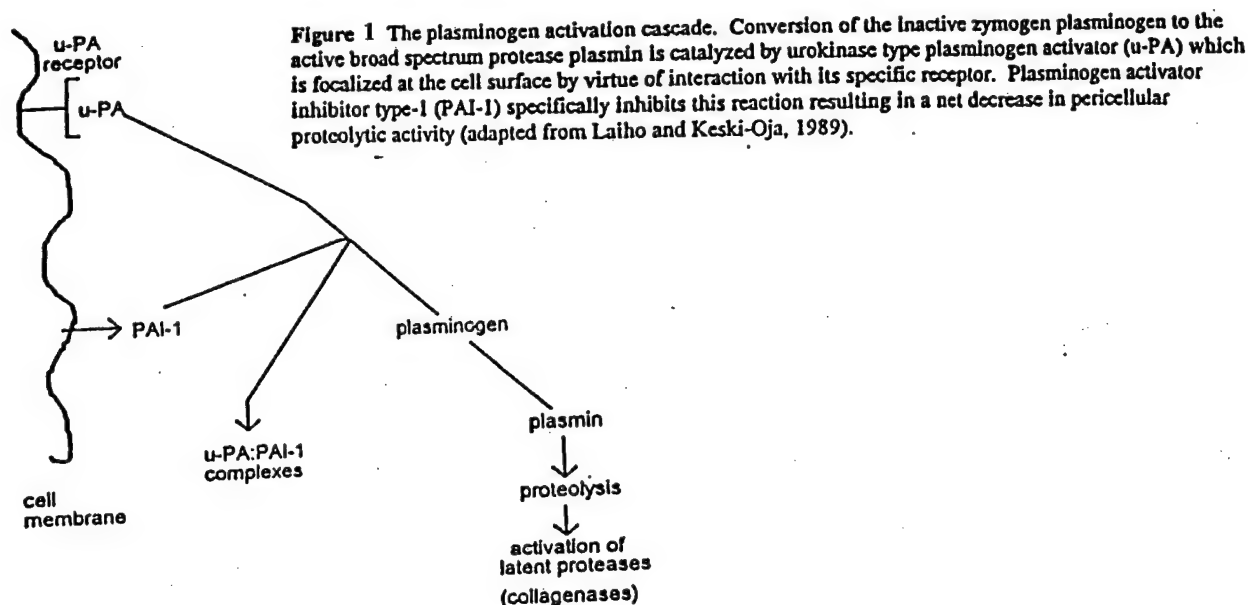 Figure 1 The plasminogen activation cascade. Conversion of the inactive zymogen plasminogen to the
active broad spectrum protease plasmin is catalyzed by urokinase type plasminogen activator (u-PA) which
is focalized at the cell surface by virtue of interaction with its specific receptor. Plasminogen activator
inhibitor type-1 (PAI-1) specifically inhibits this reaction resulting in a net decrease in pericellular
proteolytic activity (adapted from Laiho and Keski-Oja, 1989).
u-PA
receptor
u-PA
PAI-1
plasminogen
u-PA:PAI-1
complexes
plasmin
cell
membrane
proteolysis
activation of
latent proteases
(collagenases)